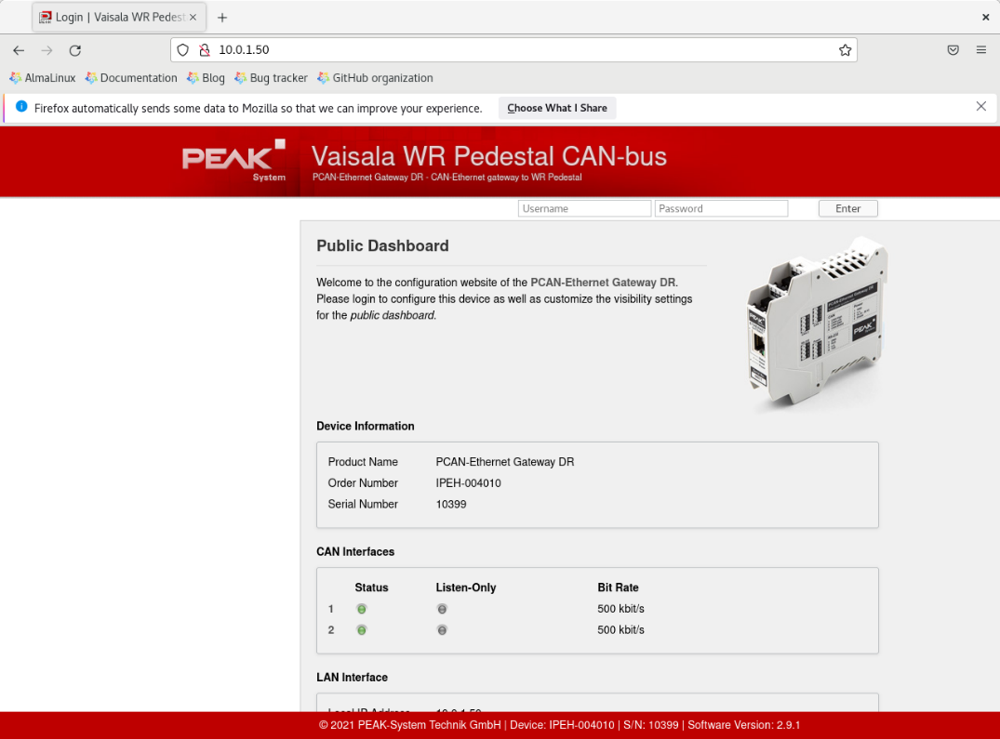 Login | Vaisala WR Pedest
10.0.1.50
AlmaLinux Documentation Blog Bug tracker GitHub organization
Firefox automatically sends some data to Mozilla so that we can improve your experience. Choose What I Share
PEAK System
Vaisala WR Pedestal CAN-bus
PCAN-Ethernet Gateway DR - CAN-Ethernet gateway to WR Pedestal
Username Password Enter
Public Dashboard
Welcome to the configuration website of the PCAN-Ethernet Gateway DR.
Please login to configure this device as well as customize the visibility settings
for the public dashboard.
Device Information
Product Name PCAN-Ethernet Gateway DR
Order Number IPEH-004010
Serial Number 10399
CAN Interfaces
Status Listen-Only Bit Rate
1 500 kbit/s
2 500 kbit/s
LAN Interface
Local IP Address 10.0.1.50
© 2021 PEAK-System Technik GmbH | Device: IPEH-004010 | S/N: 10399 | Software Version: 2.9.1